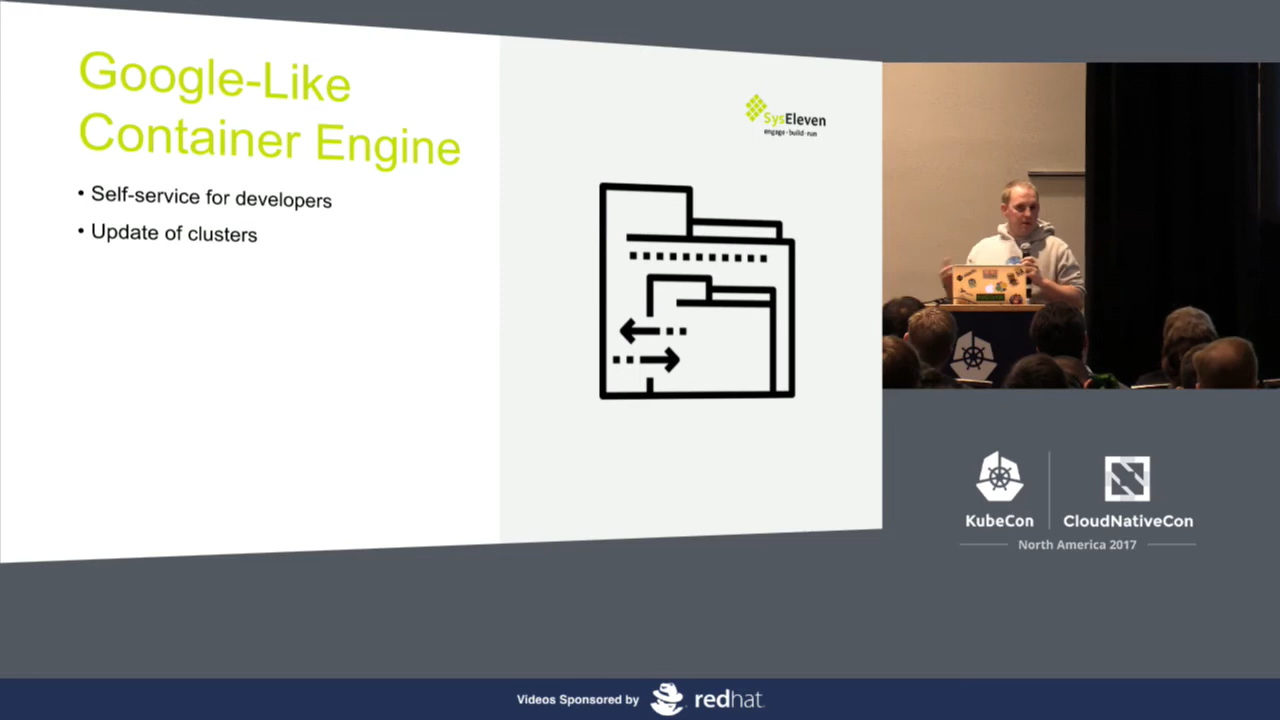 Google-Like
Container Engine
• Self-service for developers
• Update of clusters
SysEleven
engage·build·run
KubeCon
CloudNativeCon
North America 2017
Videos Sponsored by
redhat.